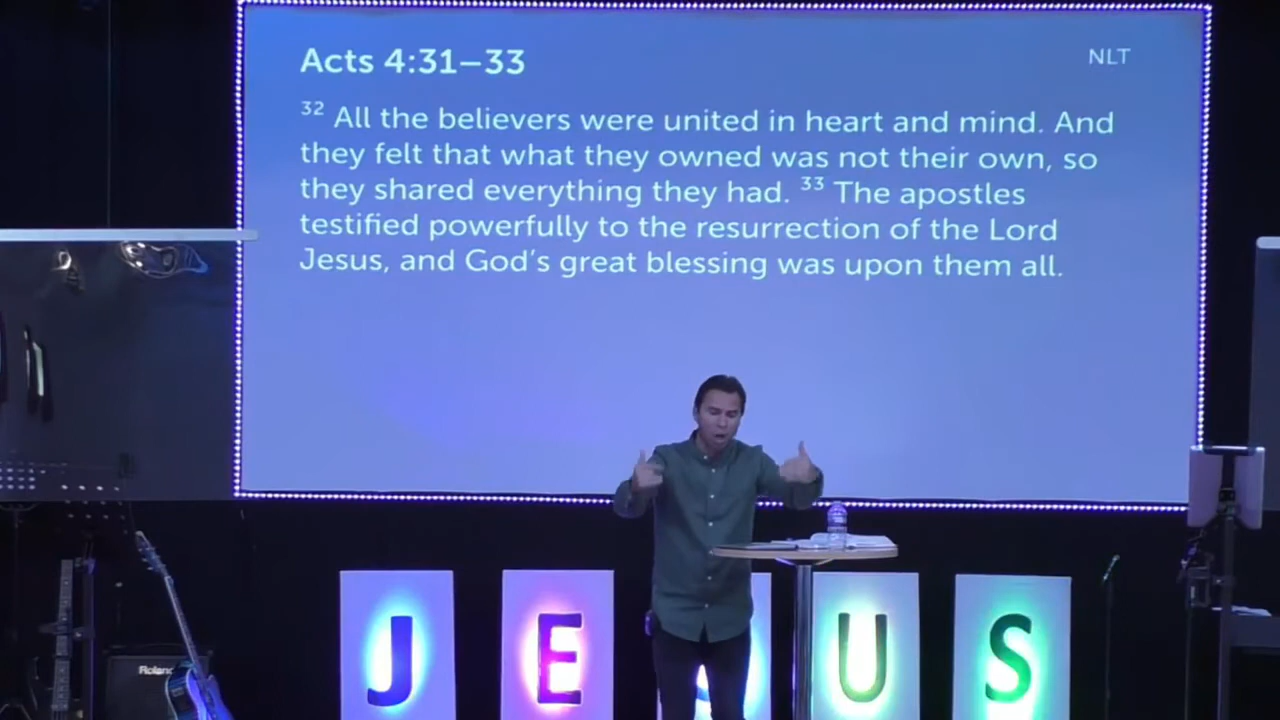 Acts 4:31–33
NLT
32 All the believers were united in heart and mind. And
they felt that what they owned was not their own, so
they shared everything they had. 33 The apostles
testified powerfully to the resurrection of the Lord
Jesus, and God's great blessing was upon them all.
Roland
J E S U S